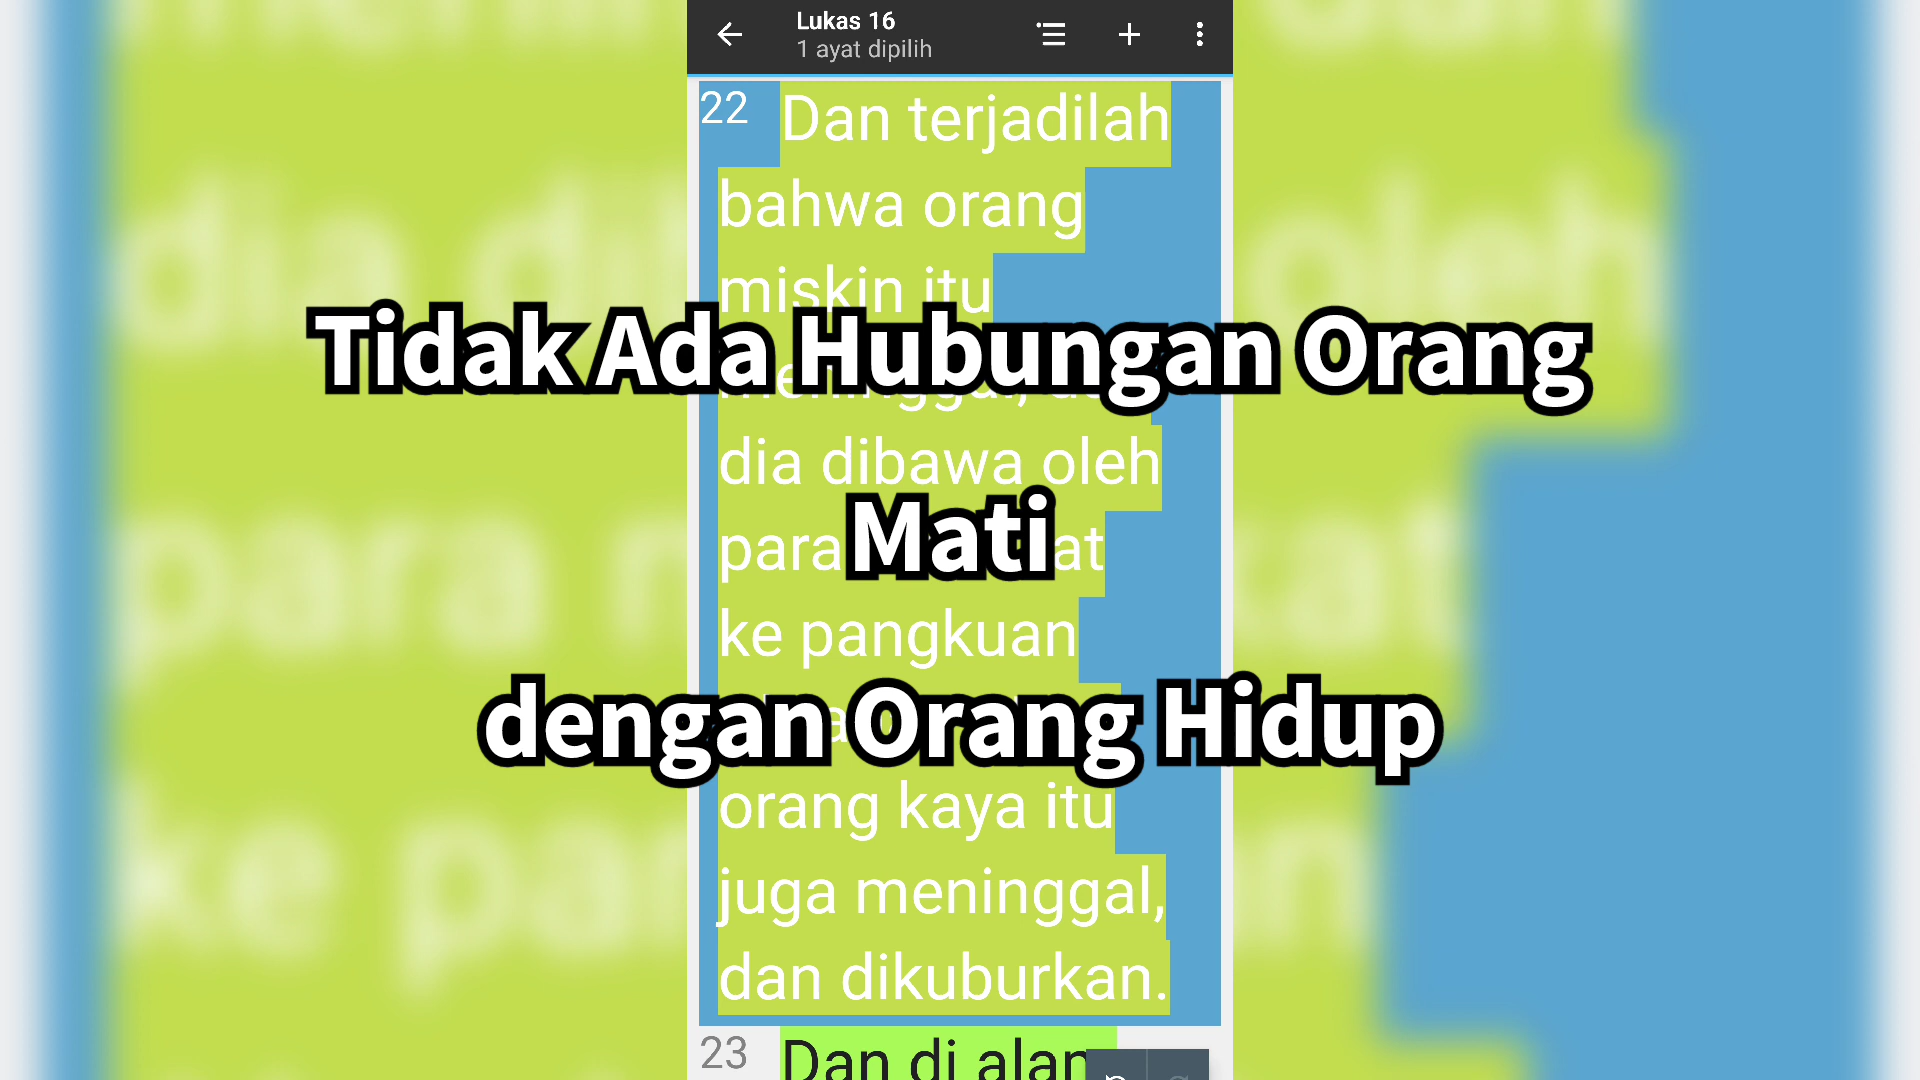 Lukas 16
1 ayat dipilih
22 Dan terjadilah
bahwa orang
miskin itu
Tidak Ada Hubungan Orang
dia dibawa oleh
Mati
para
ke pangkuan
dengan Orang Hidup
orang kaya itu
juga meninggal,
dan dikuburkan.
23 Dan di alam